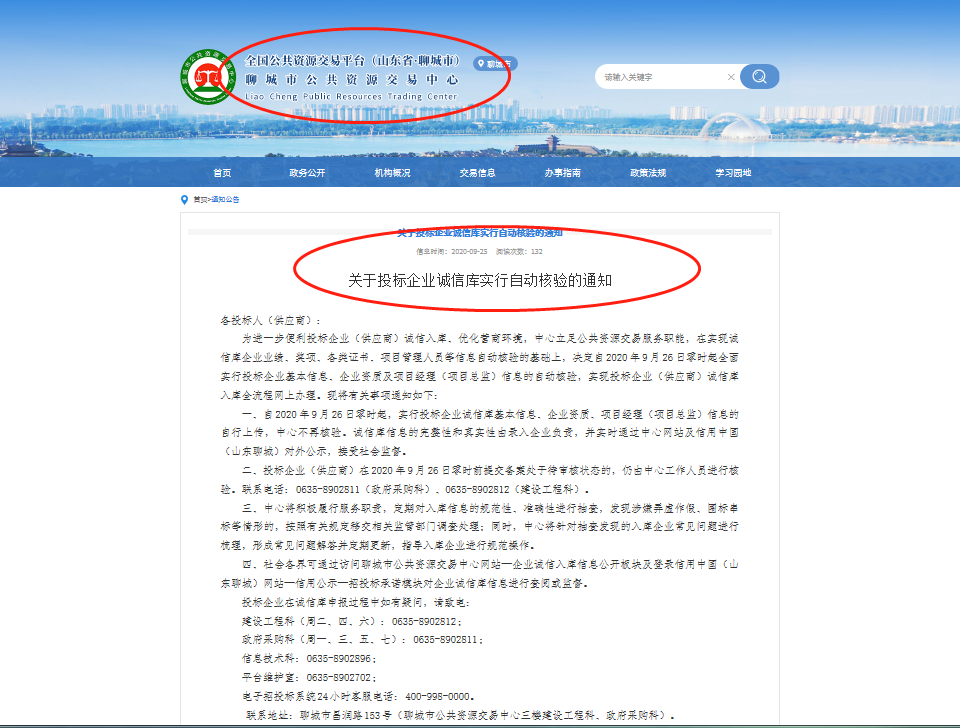 全国公共资源交易平台（山东省·聊城市）
聊城市公共资源交易中心
Liao Cheng Public Resources Trading Center
聊城市
请输入关键字
首页 政务公开 机构概况 交易信息 办事指南 政策法规 学习园地
首页>通知公告
关于投标企业诚信库实行自动核验的通知
信息时间：2020-09-25 阅读次数：132
关于投标企业诚信库实行自动核验的通知
各投标人（供应商）：
为进一步便利投标企业（供应商）诚信入库、优化营商环境，中心立足公共资源交易服务职能，在实现诚
信库企业业绩、奖项、各类证书、项目管理人员等信息自动核验的基础上，决定自2020年9月26日零时起全面
实行投标企业基本信息、企业资质及项目经理（项目总监）信息的自动核验，实现投标企业（供应商）诚信库
入库全流程网上办理。现将有关事项通知如下：
一、自2020年9月26日零时起，实行投标企业诚信库基本信息、企业资质、项目经理（项目总监）信息的
自行上传，中心不再核验。诚信库信息的完整性和真实性由录入企业负责，并实时通过中心网站及信用中国
（山东聊城）对外公示，接受社会监督。
二、投标企业（供应商）在2020年9月26日零时前提交备案处于待审核状态的，仍由中心工作人员进行核
验。联系电话：0635-8902811（政府采购科）、0635-8902812（建设工程科）。
三、中心将积极履行服务职责，定期对入库信息的规范性、准确性进行抽查，发现涉嫌弄虚作假、围标串
标等情形的，按照有关规定移交相关监管部门调查处理；同时，中心将针对抽查发现的入库企业常见问题进行
梳理，形成常见问题解答并定期更新，指导入库企业进行规范操作。
四、社会各界可通过访问聊城市公共资源交易中心网站—企业诚信入库信息公开板块及登录信用中国（山
东聊城）网站—信用公示—招投标承诺模块对企业诚信库信息进行查阅或监督。
投标企业在诚信库申报过程中如有疑问，请致电：
建设工程科（周二、四、六）：0635-8902812；
政府采购科（周一、三、五、七）：0635-8902811；
信息技术科：0635-8902896；
平台维护室：0635-8902702；
电子招投标系统24小时客服电话：400-998-0000。
联系地址：聊城市昌润路153号（聊城市公共资源交易中心三楼建设工程科、政府采购科）。